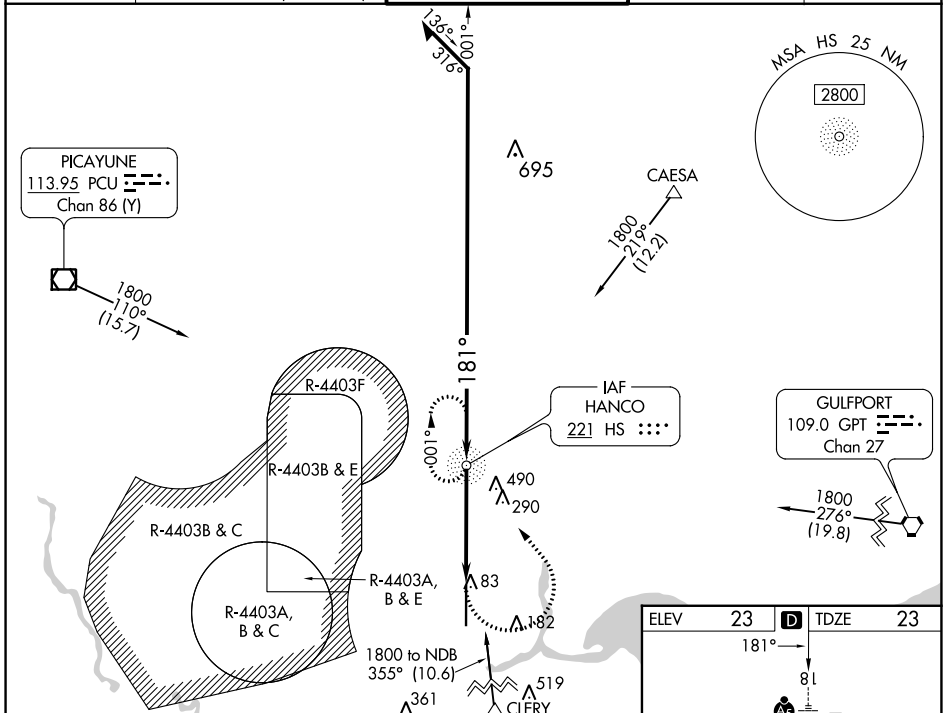 136°
316°
001°
MSA HS 25 NM
2800
695
PICAYUNE
113.95 PCU
Chan 86 (Y)
CAESA
1800
219°
(12.2)
1800
110°
(15.7)
181°
R-4403F
IAF
HANCO
221 HS
GULFPORT
109.0 GPT
Chan 27
001°
R-4403B & E
490
290
1800
276°
(19.8)
R-4403B & C
R-4403A,
B & E
83
R-4403A,
B & C
182
ELEV 23 D TDZE 23
181°
18
1800 to NDB
355° (10.6)
519
361
CLERY